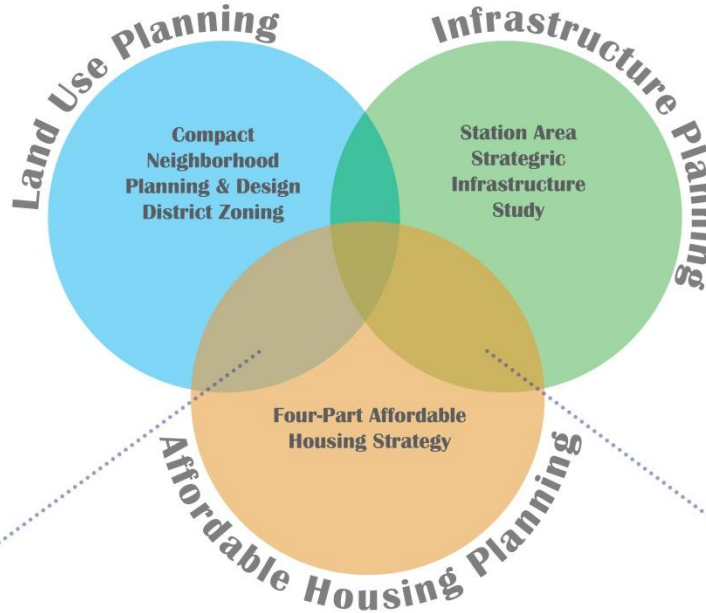 Land Use Planning
Infrastructure Planning
Compact
Neighborhood
Planning & Design
District Zoning
Station Area
Strategric
Infrastructure
Study
Four-Part Affordable
Housing Strategy
Affordable Housing Planning